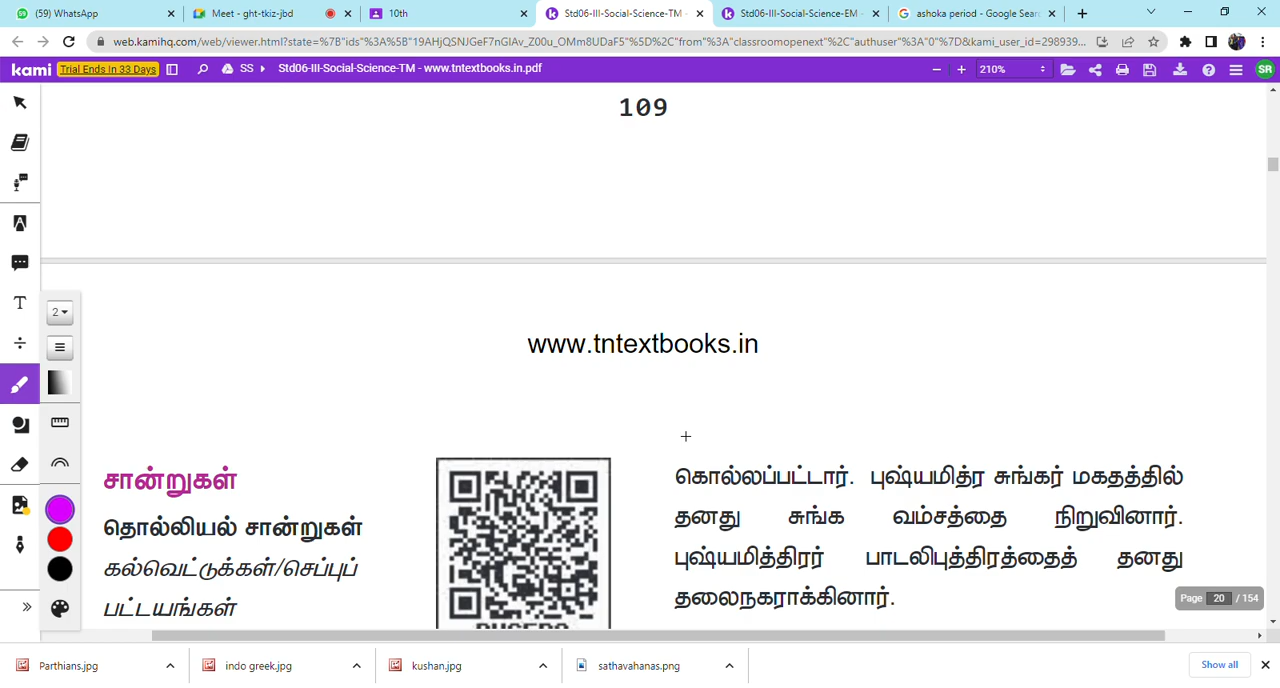 (59) WhatsApp
Meet - ght-tkiz-jbd
10th
Std06-III-Social-Science-TM -
Std06-III-Social-Science-EM -
ashoka period - Google Sear
web.kamihq.com/web/viewer.html?state=%7B"ids"%3A%5B"19AHjQSNJGeF7nGIAv_Z00u_OMm8UDaF5"%5D%2C"from"%3A"classroomopenext"%2C"authuser"%3A"0"%7D&kami_user_id=298939...
kami
Trial Ends In 33 Days
SS
Std06-III-Social-Science-TM - www.tntextbooks.in.pdf
210%
SR
109
www.tntextbooks.in
சான்றுகள்
தொல்லியல் சான்றுகள்
கல்வெட்டுக்கள்/செப்புப்
பட்டயங்கள்
கொல்லப்பட்டார். புஷ்யமித்ர சுங்கர் மகதத்தில்
தனது சுங்க வம்சத்தை நிறுவினார்.
புஷ்யமித்திரர் பாடலிபுத்திரத்தைத் தனது
தலைநகராக்கினார்.
2
Page 20 / 154
Parthians.jpg
indo greek.jpg
kushan.jpg
sathavahanas.png
Show all